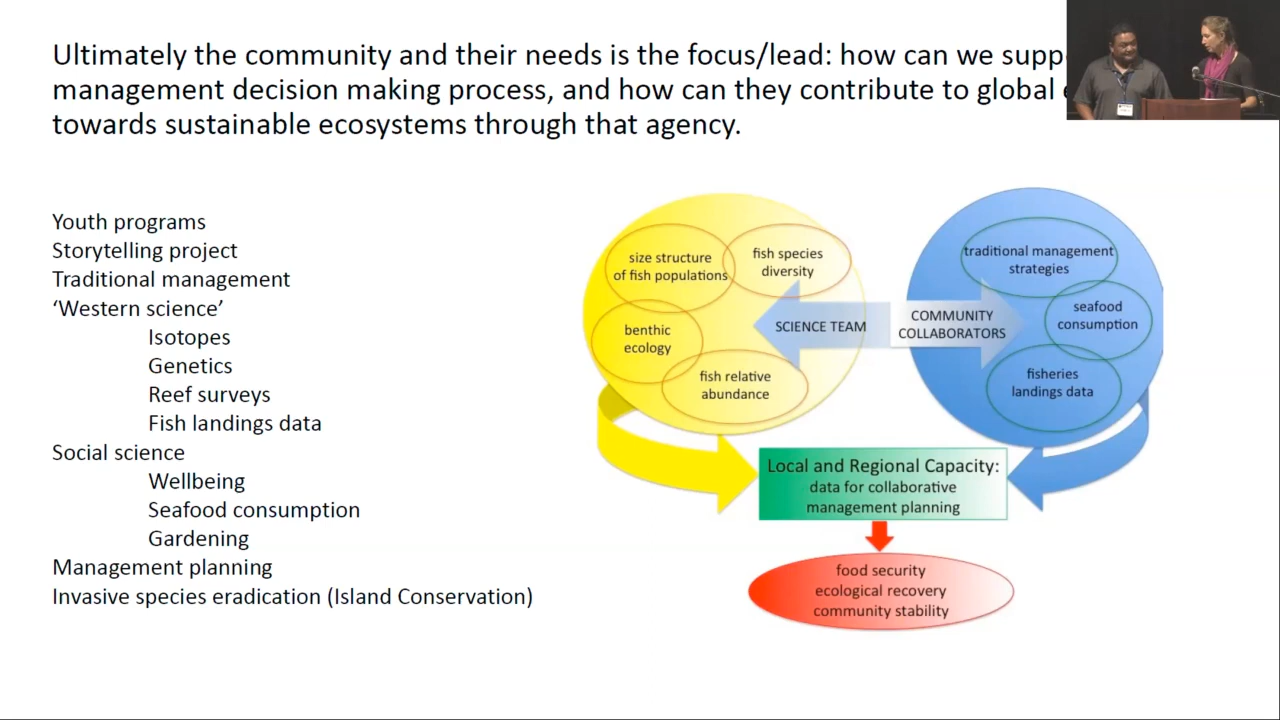 Ultimately the community and their needs is the focus/lead: how can we
management decision making process, and how can they contribute to global
towards sustainable ecosystems through that agency.
Youth programs
Storytelling project
Traditional management
‘Western science’
Isotopes
Genetics
Reef surveys
Fish landings data
Social science
Wellbeing
Seafood consumption
Gardening
Management planning
Invasive species eradication (Island Conservation)
size structure
of fish populations
fish species
diversity
benthic
ecology
fish relative
abundance
SCIENCE TEAM
COMMUNITY
COLLABORATORS
traditional management
strategies
seafood
consumption
fisheries
landings data
Local and Regional Capacity:
data for collaborative
management planning
food security
ecological recovery
community stability